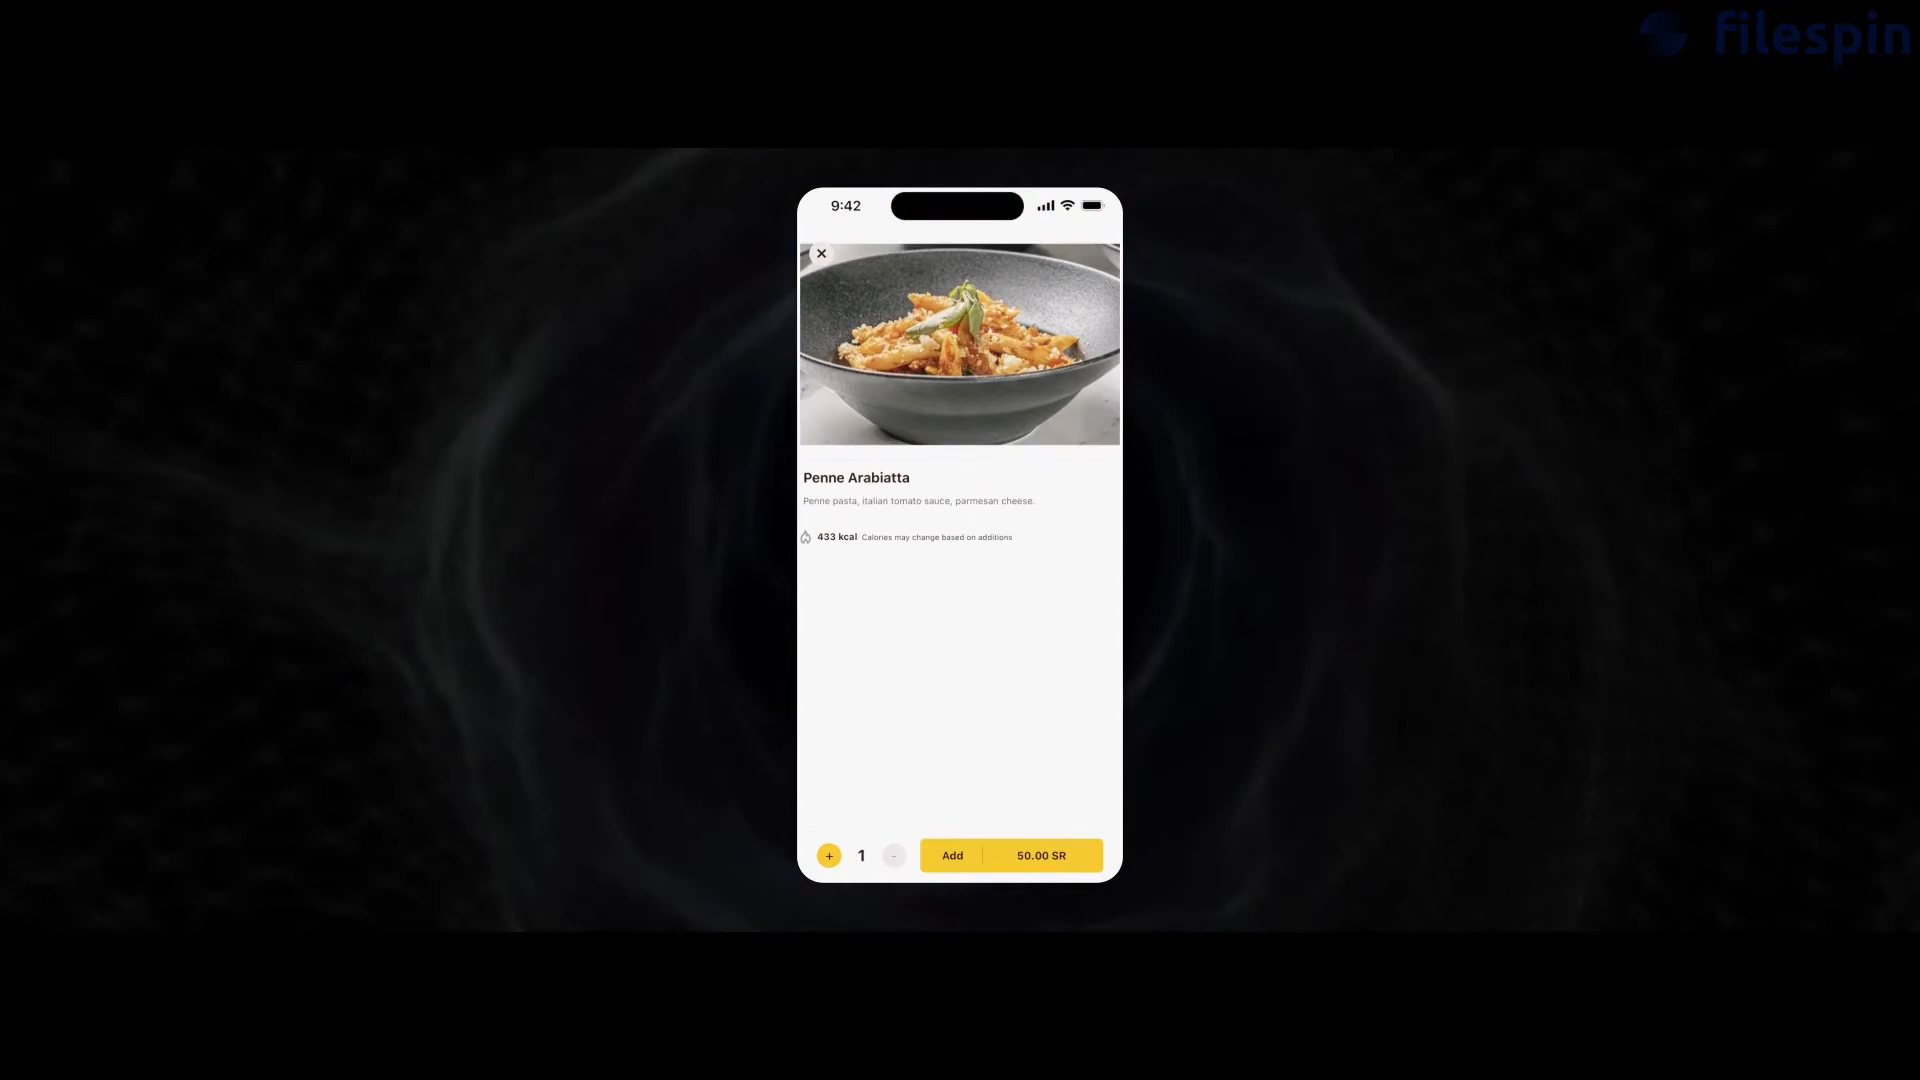 filespin
9:42
Penne Arabiatta
Penne pasta, italian tomato sauce, parmesan cheese.
433 kcal Calories may change based on additions
+ 1 - Add 50.00 SR